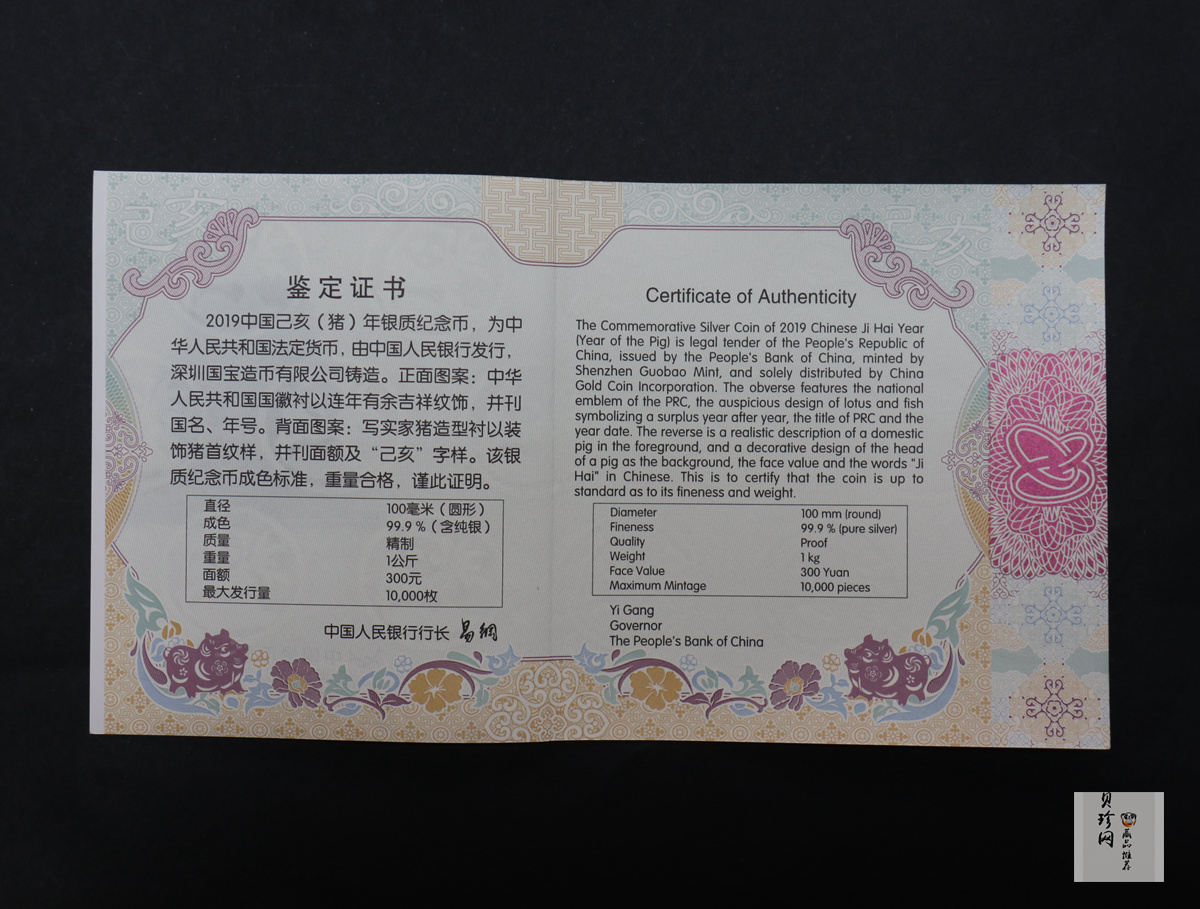 己亥
己亥
鉴定证书
2019中国己亥（猪）年银质纪念币，为中
华人民共和国法定货币，由中国人民银行发行，
深圳国宝造币有限公司铸造。正面图案：中华
人民共和国国徽衬以连年有余吉祥纹饰，并刊
国名、年号。背面图案：写实家猪造型衬以装
饰猪首纹样，并刊面额及“己亥”字样。该银
质纪念币成色标准，重量合格，谨此证明。
直径 100毫米（圆形）
成色 99.9%（含纯银）
质量 精制
重量 1公斤
面额 300元
最大发行量 10,000枚
中国人民银行行长 易纲
Certificate of Authenticity
The Commemorative Silver Coin of 2019 Chinese Ji Hai Year
(Year of the Pig) is legal tender of the People's Republic of
China, issued by the People's Bank of China, minted by
Shenzhen Guobao Mint, and solely distributed by China
Gold Coin Incorporation. The obverse features the national
emblem of the PRC, the auspicious design of lotus and fish
symbolizing a surplus year after year, the title of PRC and the
year date. The reverse is a realistic description of a domestic
pig in the foreground, and a decorative design of the head
of a pig as the background, the face value and the words "Ji
Hai" in Chinese. This is to certify that the coin is up to
standard as to its fineness and weight.
Diameter 100 mm (round)
Fineness 99.9 % (pure silver)
Quality Proof
Weight 1 kg
Face Value 300 Yuan
Maximum Mintage 10,000 pieces
Yi Gang
Governor
The People's Bank of China
贝珍网
藏品推荐